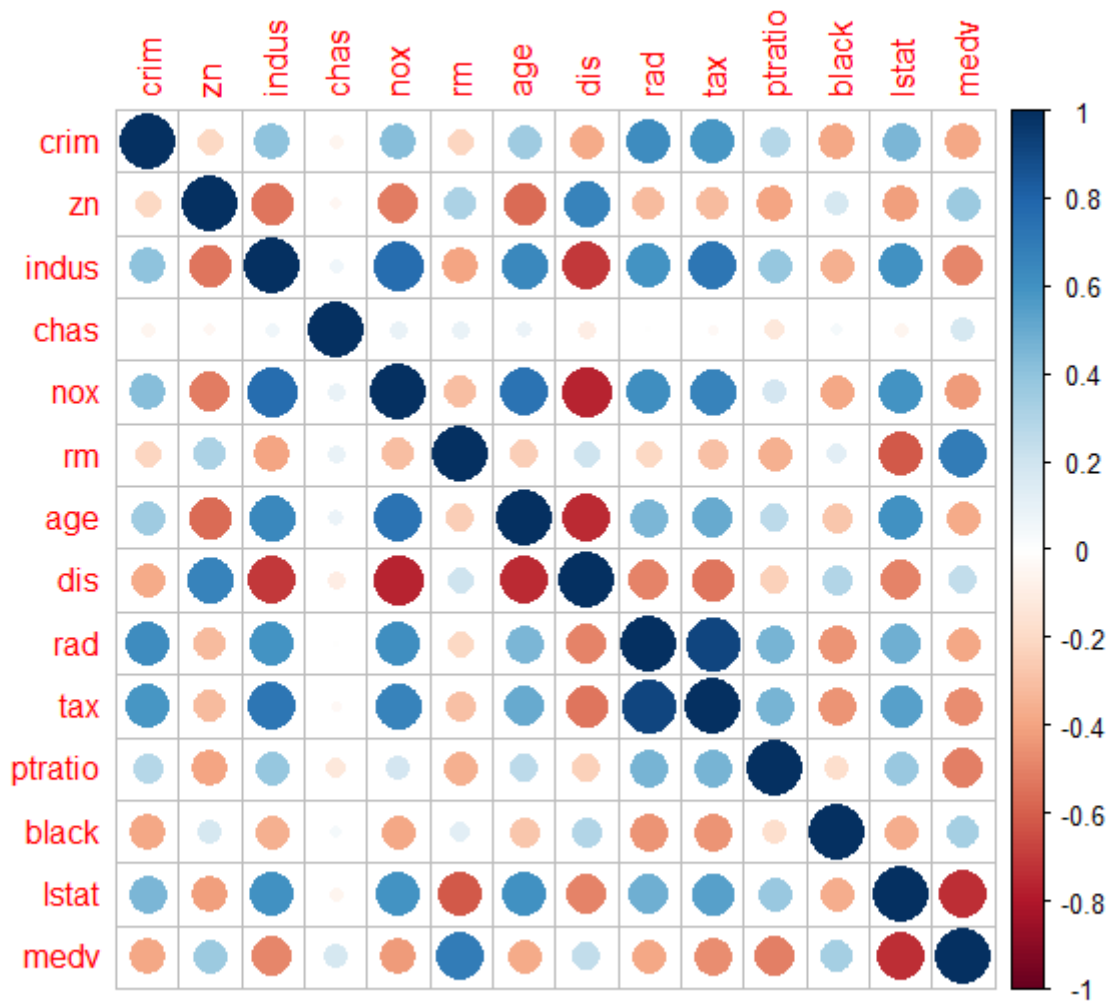 crim zn indus chas nox rm age dis rad tax ptratio black lstat medv
crim
zn
indus
chas
nox
rm
age
dis
rad
tax
ptratio
black
lstat
medv
1
0.8
0.6
0.4
0.2
0
-0.2
-0.4
-0.6
-0.8
-1